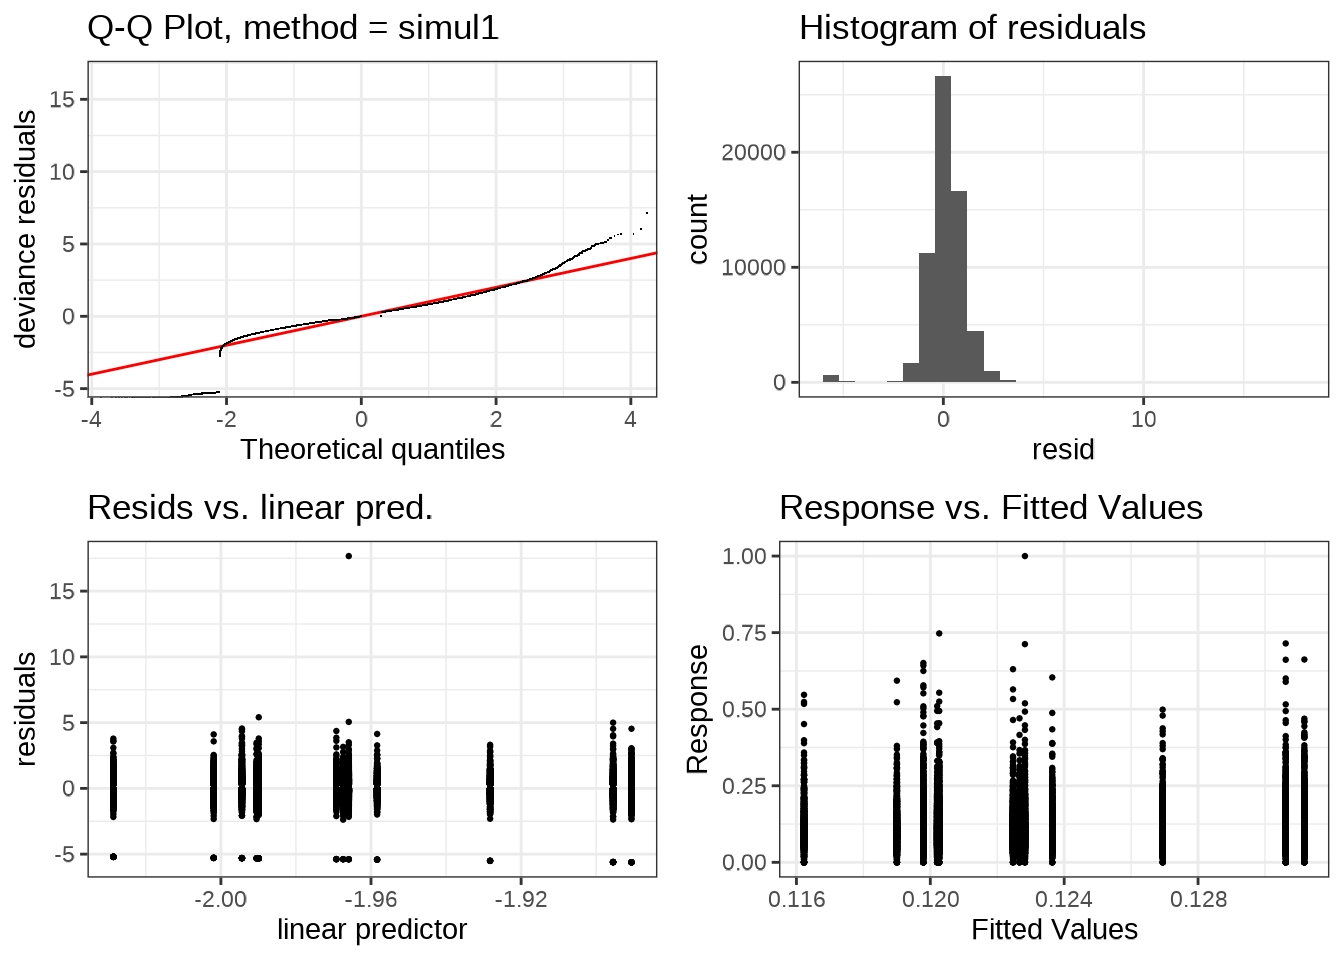 Q-Q Plot, method = simul1
deviance residuals
15
10
5
0
-5
-4
-2
0
2
4
Theoretical quantiles
Histogram of residuals
count
20000
10000
0
0
10
resid
Resids vs. linear pred.
residuals
15
10
5
0
-5
-2.00
-1.96
-1.92
linear predictor
Response vs. Fitted Values
Response
1.00
0.75
0.50
0.25
0.00
0.116
0.120
0.124
0.128
Fitted Values